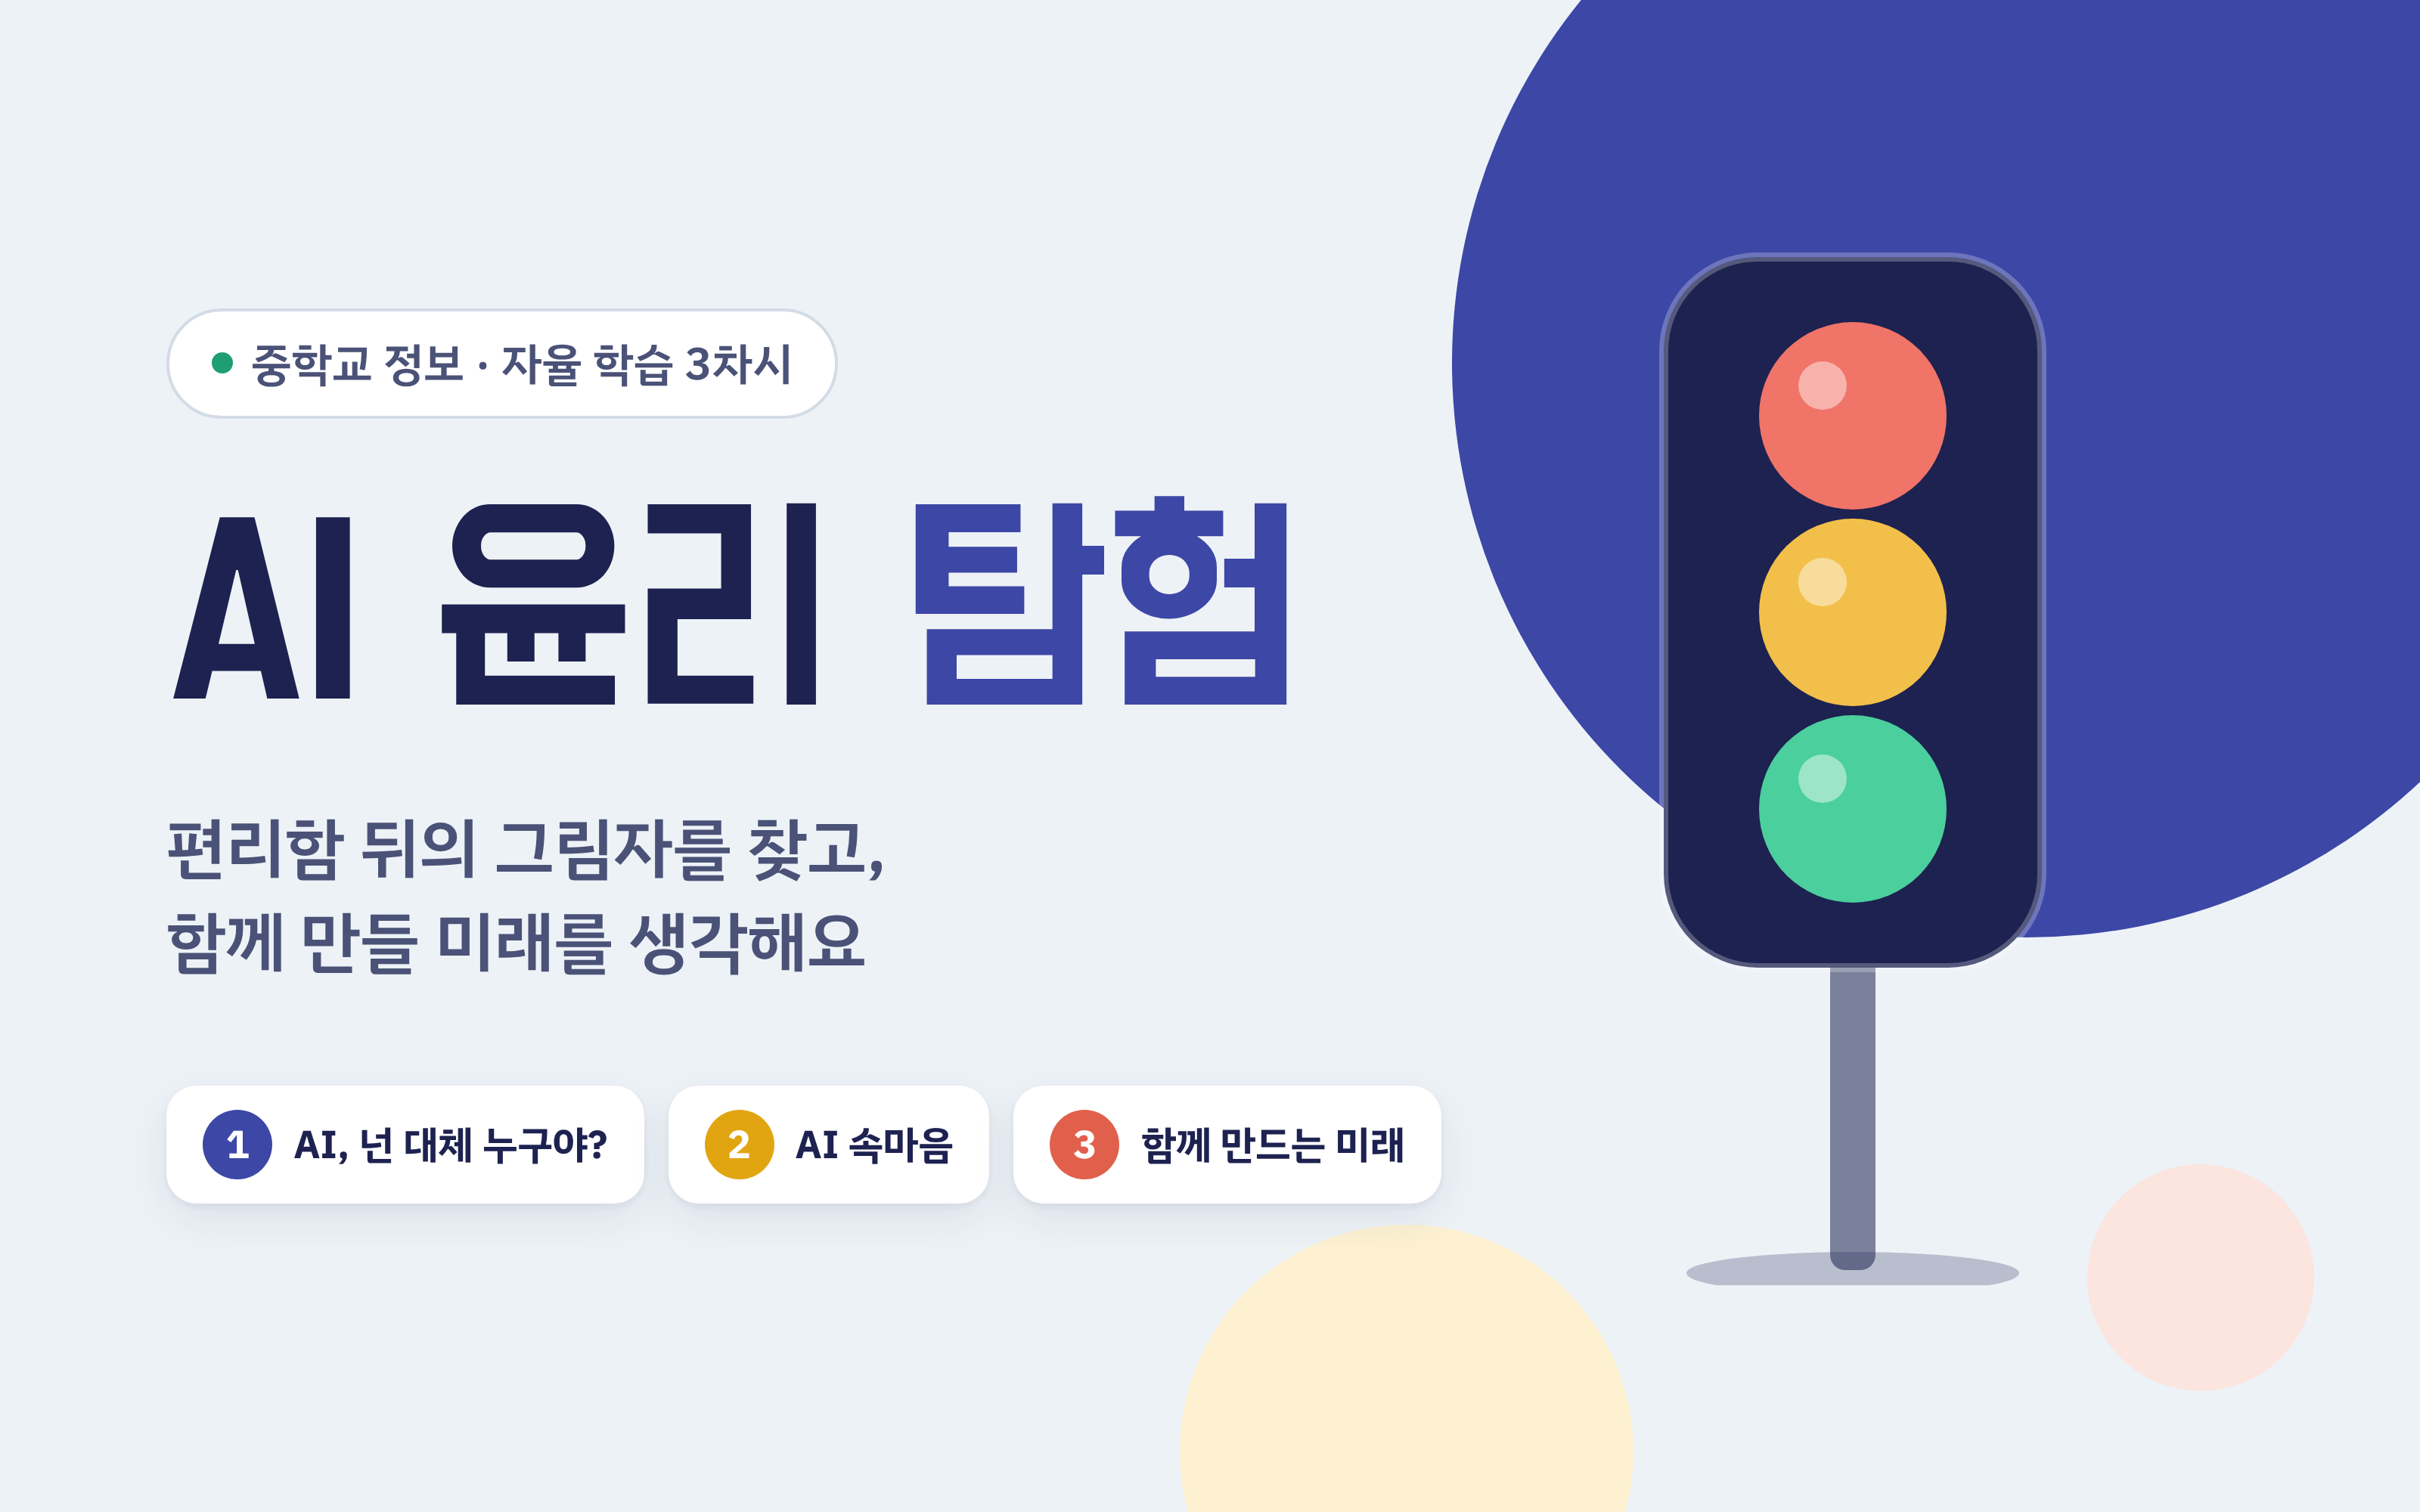 중학교 정보 · 자율 학습 3차시
AI 윤리 탐험
편리함 뒤의 그림자를 찾고,
함께 만들 미래를 생각해요
1 AI, 넌 대체 누구야?
2 AI 속마음
3 함께 만드는 미래